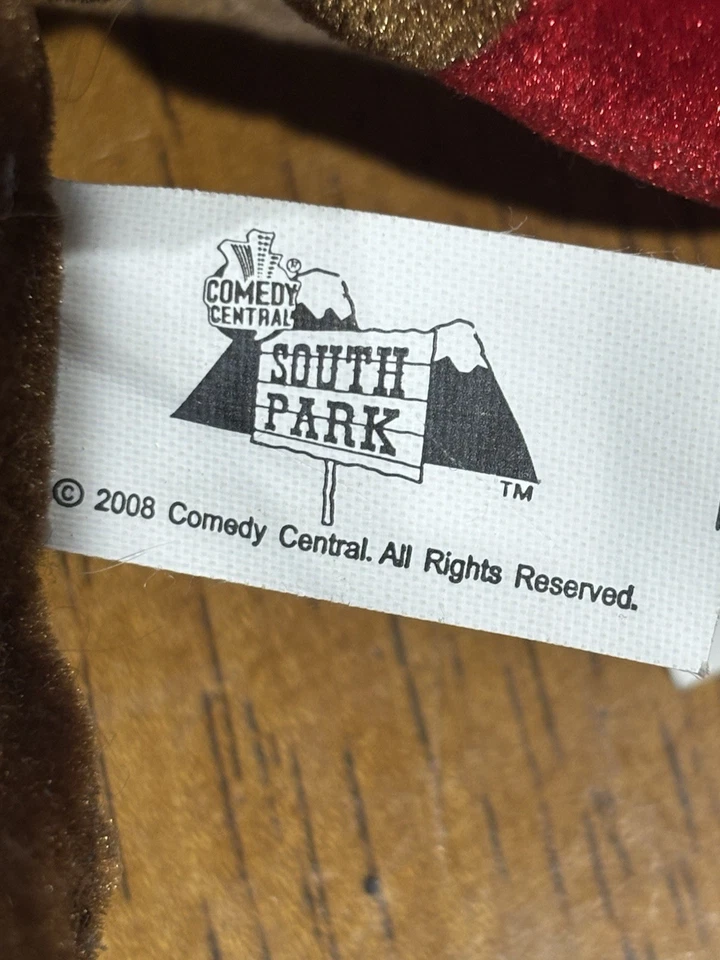 COMEDY ®
CENTRAL
SOUTH
PARK
TM
© 2008 Comedy Central. All Rights Reserved.